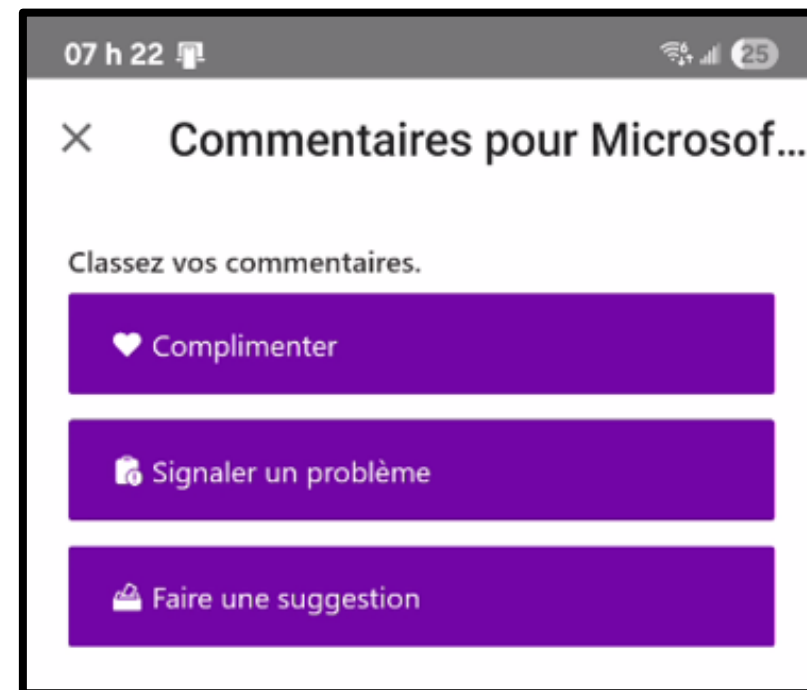 07 h 22 25
Commentaires pour Microsof...
Classez vos commentaires.
Complimenter
Signaler un problème
Faire une suggestion